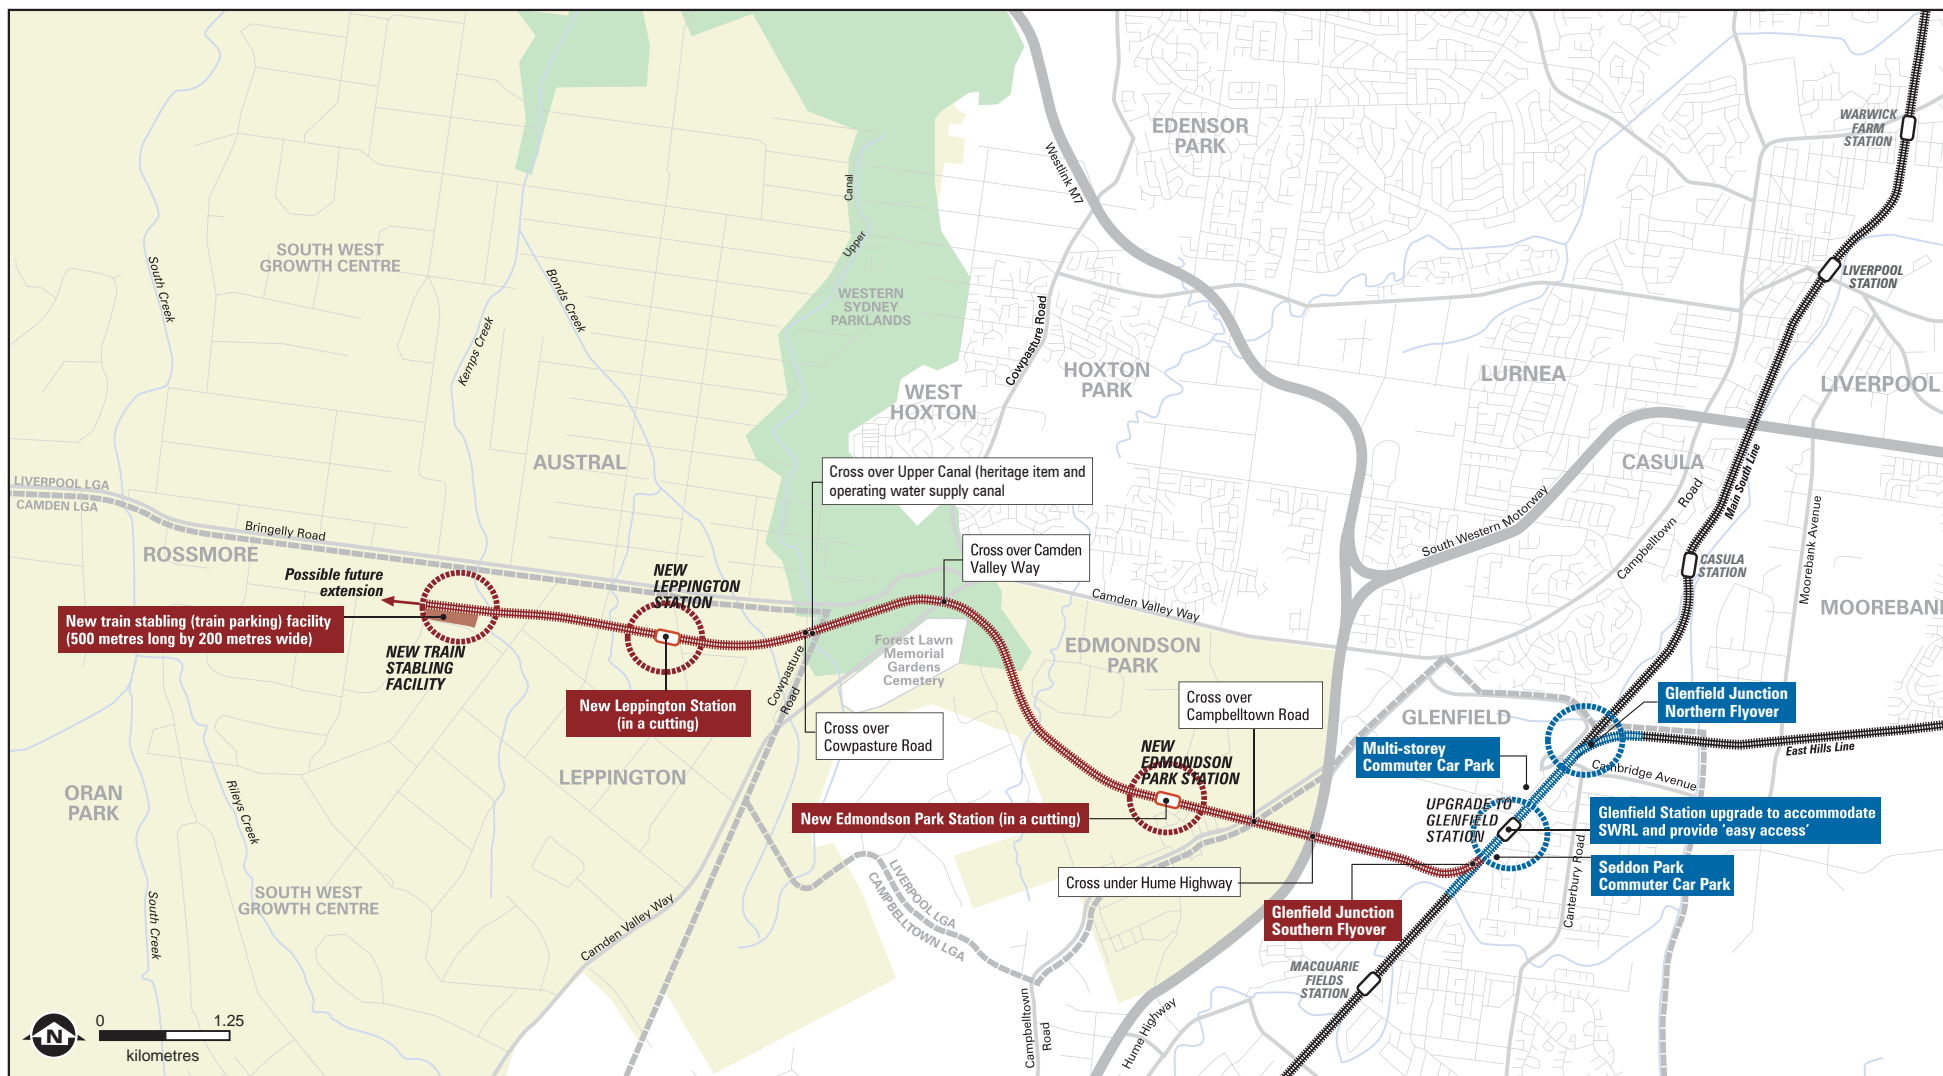 WARWICK
FARM
STATION
EDENSOR
PARK
Westlink M7
Canal
Upper
SOUTH WEST
GROWTH CENTRE
South Creek
Bonds Creek
Kemps Creek
WESTERN
SYDNEY
PARKLANDS
LIVERPOOL
STATION
Cowpasture Road
HOXTON
PARK
WEST
HOXTON
LURNEA
LIVERPOOL
AUSTRAL
CASULA
Main South Line
Cross over Upper Canal (heritage item and
operating water supply canal
LIVERPOOL LGA
CAMDEN LGA
Bringelly Road
ROSSMORE
South Western Motorway
Campbelltown Road
Moorebank Avenue
CASULA
STATION
MOOREBANK
Possible future
extension
NEW
LEPPINGTON
STATION
Cross over Camden
Valley Way
Camden Valley Way
New train stabling (train parking) facility
(500 metres long by 200 metres wide)
NEW TRAIN
STABLING
FACILITY
Forest Lawn
Memorial
Gardens
Cemetery
EDMONDSON
PARK
Cowpasture
Road
New Leppington Station
(in a cutting)
Cross over
Cowpasture Road
Cross over
Campbelltown Road
GLENFIELD
Glenfield Junction
Northern Flyover
East Hills Line
Multi-storey
Commuter Car Park
Cambridge Avenue
NEW
EDMONDSON
PARK STATION
LEPPINGTON
ORAN
PARK
Rileys Creek
New Edmondson Park Station (in a cutting)
UPGRADE TO
GLENFIELD
STATION
Glenfield Station upgrade to accommodate
SWRL and provide ‘easy access’
Seddon Park
Commuter Car Park
Canterbury Road
Cross under Hume Highway
Glenfield Junction
Southern Flyover
LIVERPOOL LGA
CAMPBELLTOWN LGA
SOUTH WEST
GROWTH CENTRE
South Creek
Camden Valley Way
MACQUARIE
FIELDS
STATION
Campbelltown
Road
Hume Highway
N
0 1.25
kilometres